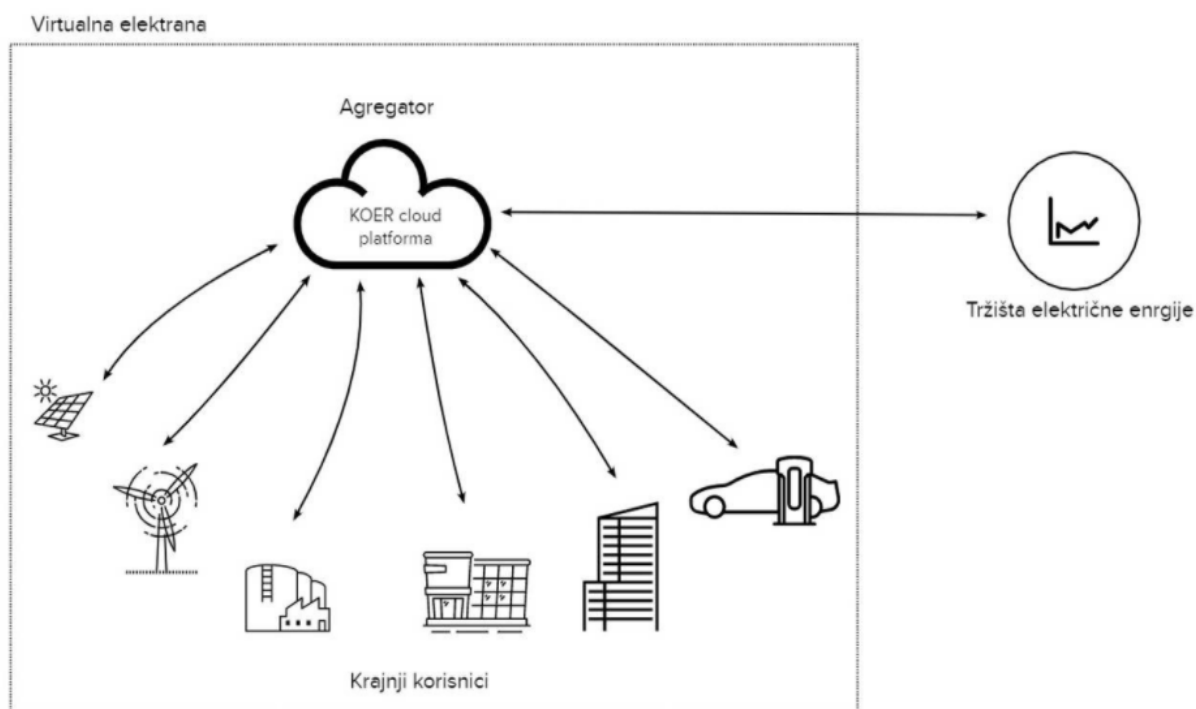 Virtualna elektrana
Agregator
KOER cloud
platforma
Tržišta električne enrgije
Krajnji korisnici